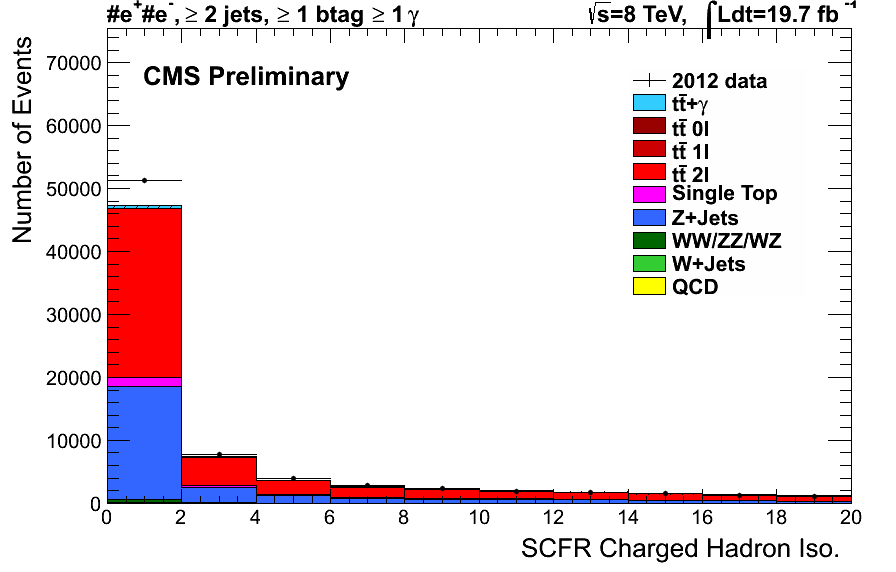 #e⁺#e⁻, ≥ 2 jets, ≥ 1 btag ≥ 1 γ
√s=8 TeV, ∫Ldt=19.7 fb⁻¹
CMS Preliminary
2012 data
tt̄+γ
tt̄ 0l
tt̄ 1l
tt̄ 2l
Single Top
Z+Jets
WW/ZZ/WZ
W+Jets
QCD
Number of Events
70000
60000
50000
40000
30000
20000
10000
0
0 2 4 6 8 10 12 14 16 18 20
SCFR Charged Hadron Iso.